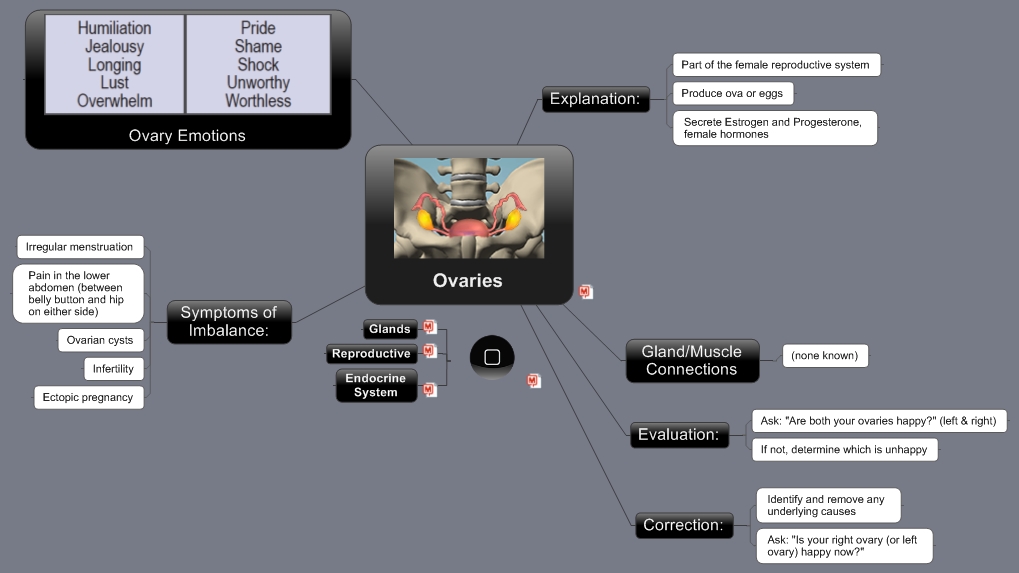 Humiliation
Jealousy
Longing
Lust
Overwhelm
Pride
Shame
Shock
Unworthy
Worthless
Ovary Emotions
Explanation:
Part of the female reproductive system
Produce ova or eggs
Secrete Estrogen and Progesterone,
female hormones
Ovaries
Symptoms of
Imbalance:
Irregular menstruation
Pain in the lower
abdomen (between
belly button and hip
on either side)
Ovarian cysts
Infertility
Ectopic pregnancy
Glands
Reproductive
Endocrine
System
Gland/Muscle
Connections
(none known)
Evaluation:
Ask: "Are both your ovaries happy?" (left & right)
If not, determine which is unhappy
Correction:
Identify and remove any
underlying causes
Ask: "Is your right ovary (or left
ovary) happy now?"